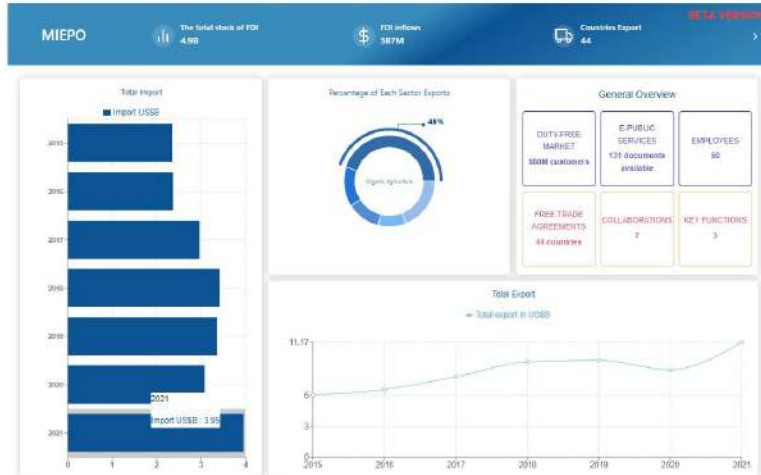 MIEPO
The total stock of FDI
4.9B
FDI inflows
587M
Countries Export
44
BETA VERSION
Total Import
Import US$B
2015
2016
2017
2018
2019
2020
2021
0 1 2 3 4
2021
Import US$B : 3.95
Percentage of Each Sector Exports
48%
Organic Agriculture
General Overview
DUTY-FREE
MARKET
880M customers
E-PUBLIC
SERVICES
131 documents
available
EMPLOYEES
50
FREE TRADE
AGREEMENTS
44 countries
COLLABORATIONS
2
KEY FUNCTIONS
3
Total Export
Total export in US$B
11.17
6
3
0
2015 2016 2017 2018 2019 2020 2021